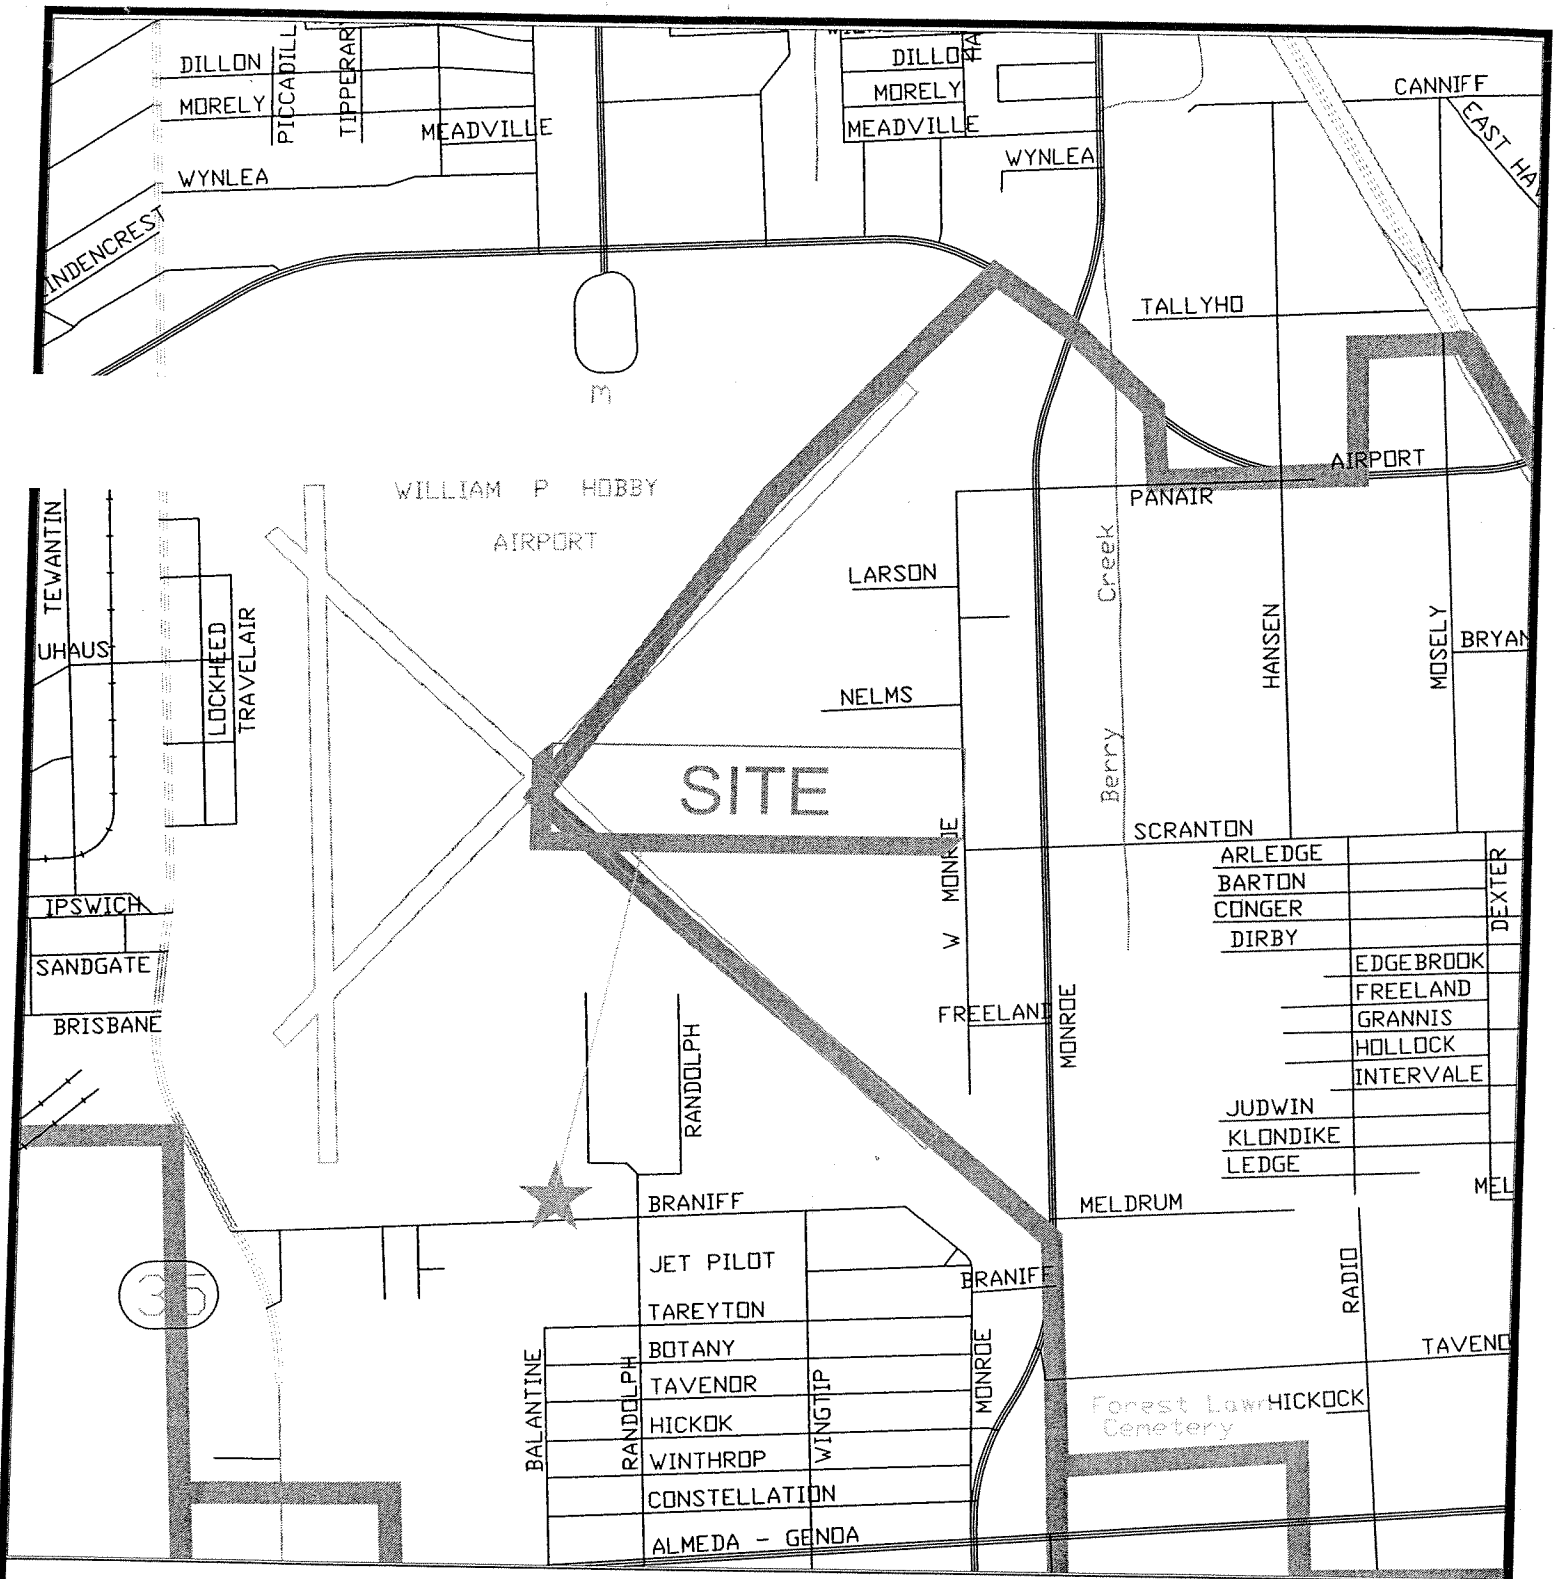 DILLON
PICCADILL
TIPPERAR
MORELY
MEADVILLE
WYNLEA
INDENCREST
DILLON
MORELY
MEADVILLE
WYNLEA
CANNIFF
EAST HA
TALLYHO
m
WILLIAM P HOBBY
AIRPORT
AIRPORT
PANAIR
TEWANTIN
UHAUS
LOCKHEED
TRAVELAIR
LARSON
NELMS
Berry Creek
HANSEN
MOSELY
BRYAN
SITE
W MONROE
SCRANTON
ARLEDGE
BARTON
CONGER
DIRBY
DEXTER
EDGEBROOK
FREELAND
GRANNIS
HOLLOCK
INTERVALE
JUDWIN
KLONDIKE
LEDGE
MEL
IPSWICH
SANDGATE
BRISBANE
FREELAND
MONROE
RANDOLPH
BRANIFF
MELDRUM
JET PILOT
BRANIFF
RADIO
35
TAREYTON
BOTANY
TAVENOR
HICKOK
WINTHROP
CONSTELLATION
ALMEDA - GENOA
BALANTINE
RANDOLPH
WINGTIP
MONROE
TAVENO
HICKOCK
Forest Lawn
Cemetery